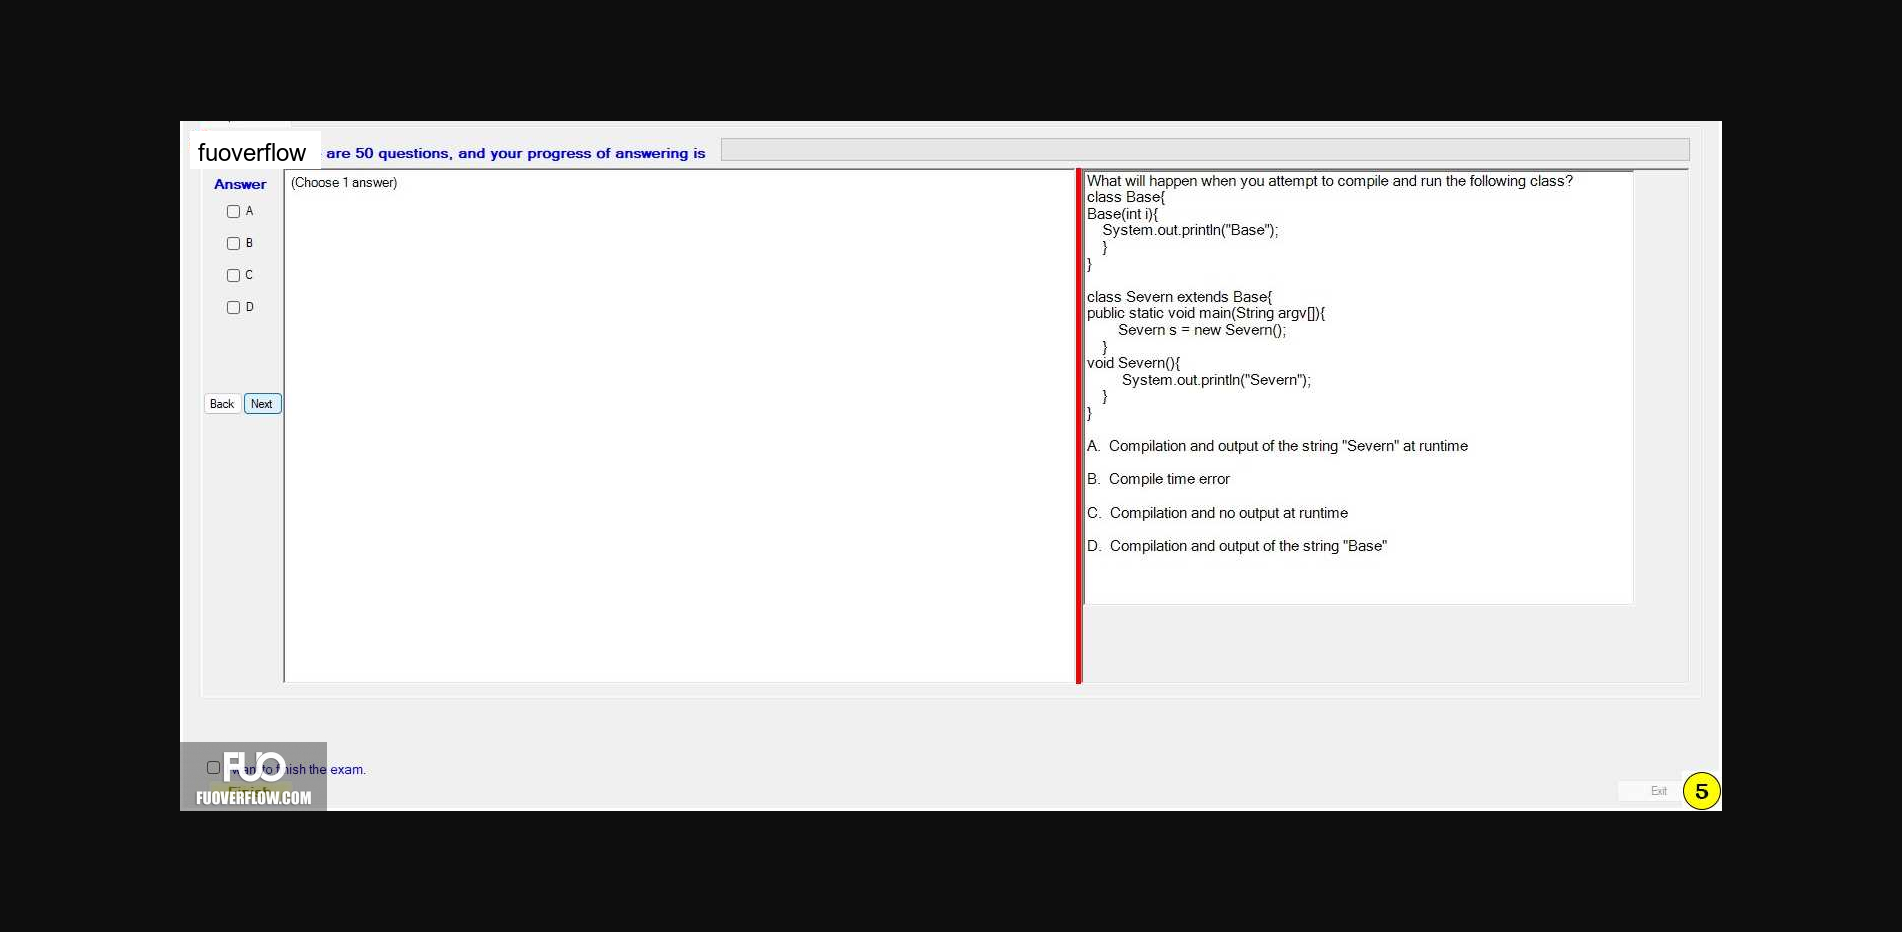 fuoverflow are 50 questions, and your progress of answering is
Answer
(Choose 1 answer)
A
B
C
D
Back Next
What will happen when you attempt to compile and run the following class?
class Base{
Base(int i){
System.out.println("Base");
}
}
class Severn extends Base{
public static void main(String argv[]){
Severn s = new Severn();
}
void Severn(){
System.out.println("Severn");
}
}
A. Compilation and output of the string "Severn" at runtime
B. Compile time error
C. Compilation and no output at runtime
D. Compilation and output of the string "Base"
FUO
the exam.
FUOVERFLOW.COM
Exit
5